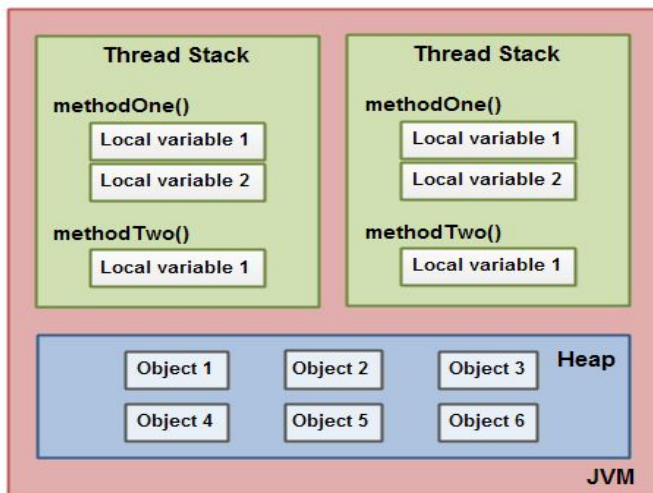 Thread Stack
methodOne()
Local variable 1
Local variable 2
methodTwo()
Local variable 1
Thread Stack
methodOne()
Local variable 1
Local variable 2
methodTwo()
Local variable 1
Object 1
Object 2
Object 3
Heap
Object 4
Object 5
Object 6
JVM